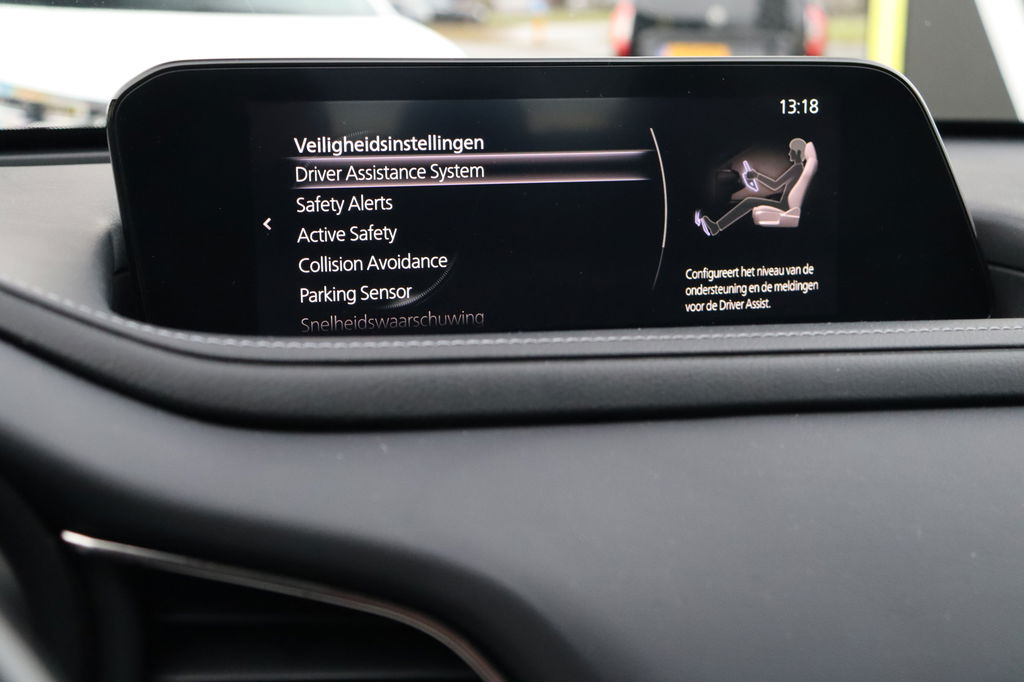 13:18
Veiligheidsinstellingen
Driver Assistance System
Safety Alerts
Active Safety
Collision Avoidance
Parking Sensor
Snelheidswaarschuwing
Configureert het niveau van de
ondersteuning en de meldingen
voor de Driver Assist.